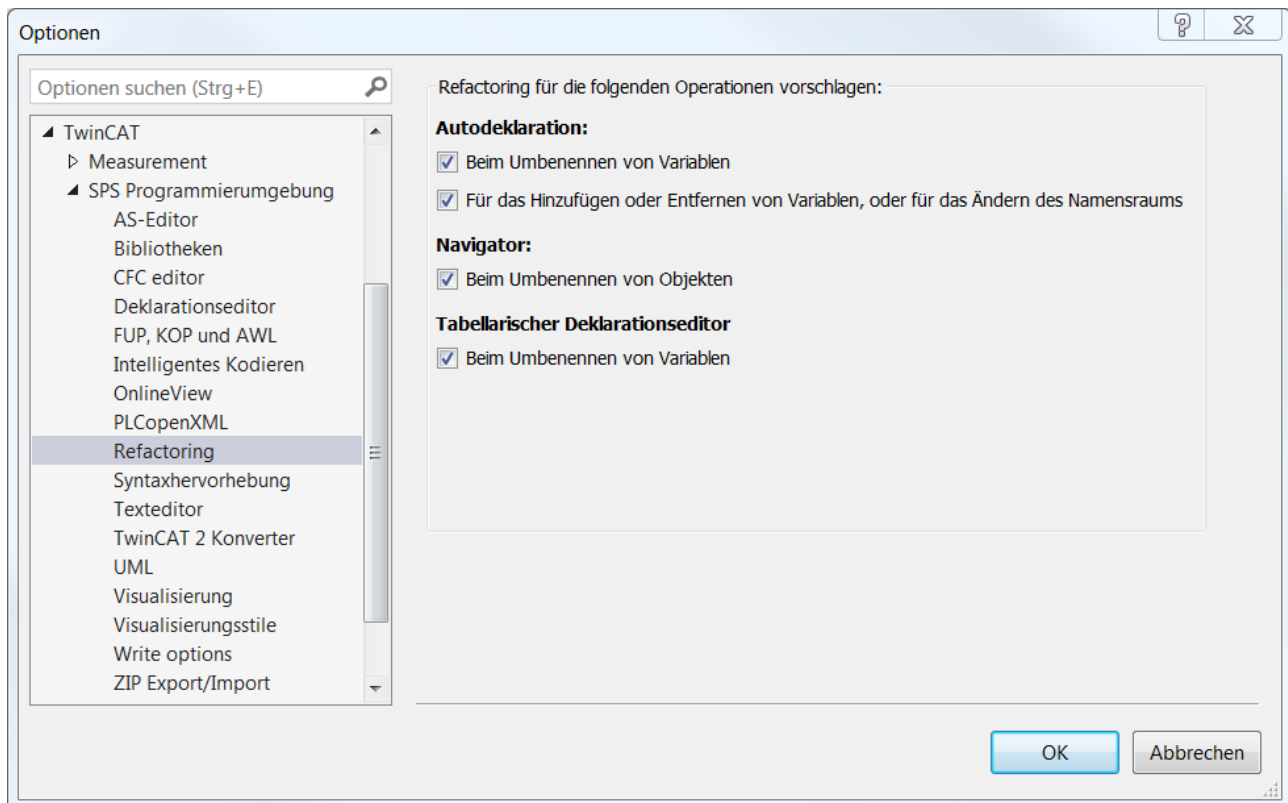 Optionen
Optionen suchen (Strg+E)
TwinCAT
Measurement
SPS Programmierumgebung
AS-Editor
Bibliotheken
CFC editor
Deklarationseditor
FUP, KOP und AWL
Intelligentes Kodieren
OnlineView
PLCopenXML
Refactoring
Syntaxhervorhebung
Texteditor
TwinCAT 2 Konverter
UML
Visualisierung
Visualisierungsstile
Write options
ZIP Export/Import
Refactoring für die folgenden Operationen vorschlagen:
Autodeklaration:
Beim Umbenennen von Variablen
Für das Hinzufügen oder Entfernen von Variablen, oder für das Ändern des Namensraums
Navigator:
Beim Umbenennen von Objekten
Tabellarischer Deklarationseditor
Beim Umbenennen von Variablen
OK
Abbrechen